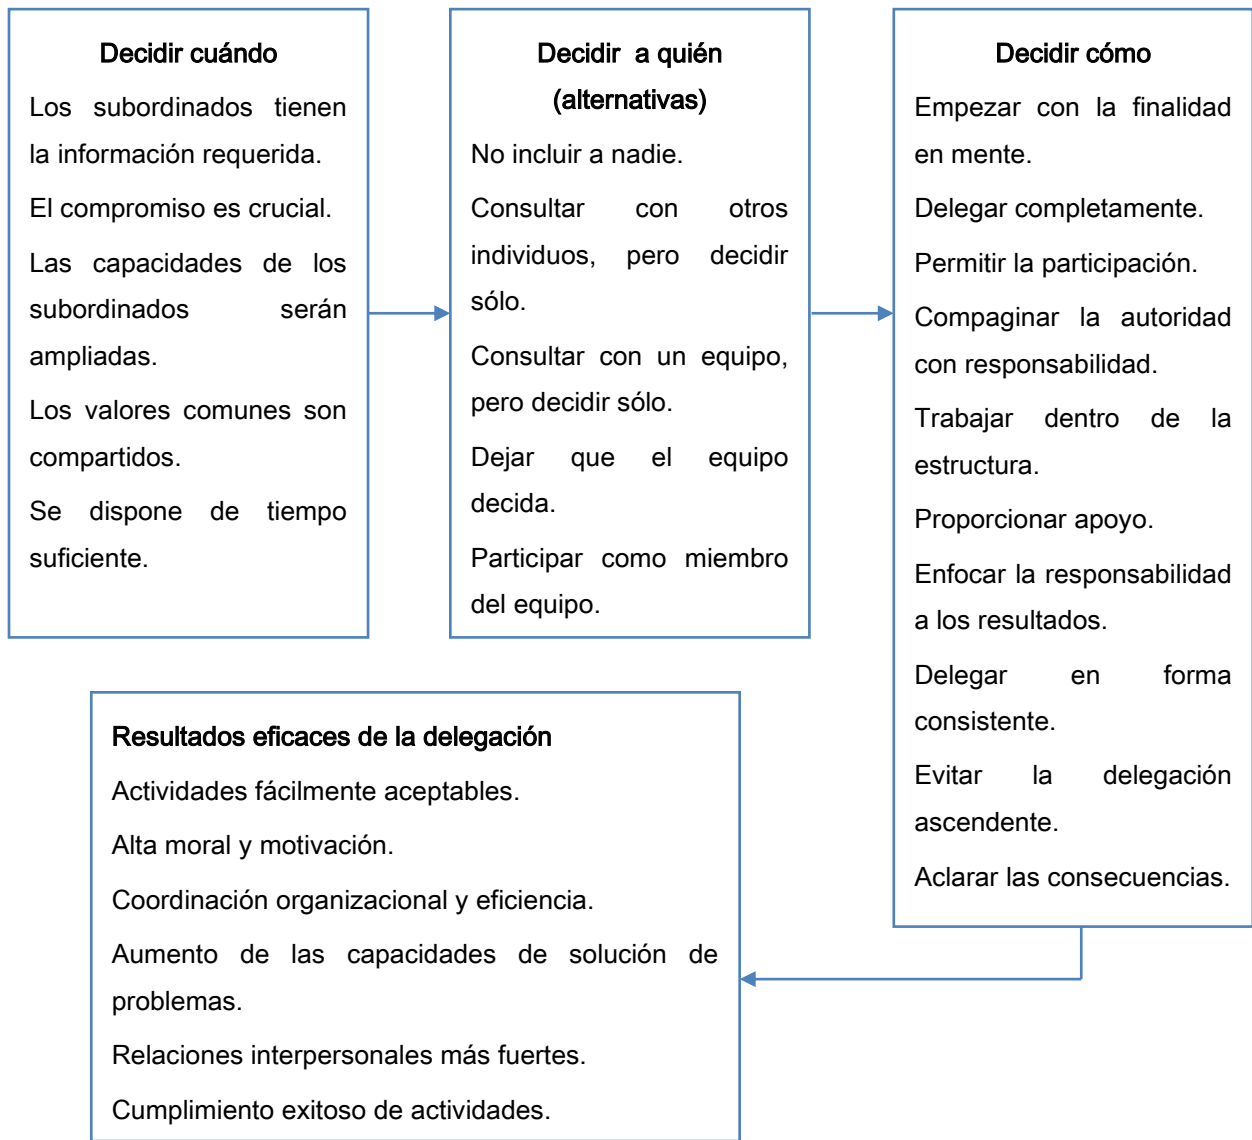 Decidir cuándo
Los subordinados tienen
la información requerida.
El compromiso es crucial.
Las capacidades de los
subordinados serán
ampliadas.
Los valores comunes son
compartidos.
Se dispone de tiempo
suficiente.
Decidir a quién
(alternativas)
No incluir a nadie.
Consultar con otros
individuos, pero decidir
sólo.
Consultar con un equipo,
pero decidir sólo.
Dejar que el equipo
decida.
Participar como miembro
del equipo.
Decidir cómo
Empezar con la finalidad
en mente.
Delegar completamente.
Permitir la participación.
Compaginar la autoridad
con responsabilidad.
Trabajar dentro de la
estructura.
Proporcionar apoyo.
Enfocar la responsabilidad
a los resultados.
Delegar en forma
consistente.
Evitar la delegación
ascendente.
Aclarar las consecuencias.
Resultados eficaces de la delegación
Actividades fácilmente aceptables.
Alta moral y motivación.
Coordinación organizacional y eficiencia.
Aumento de las capacidades de solución de
problemas.
Relaciones interpersonales más fuertes.
Cumplimiento exitoso de actividades.